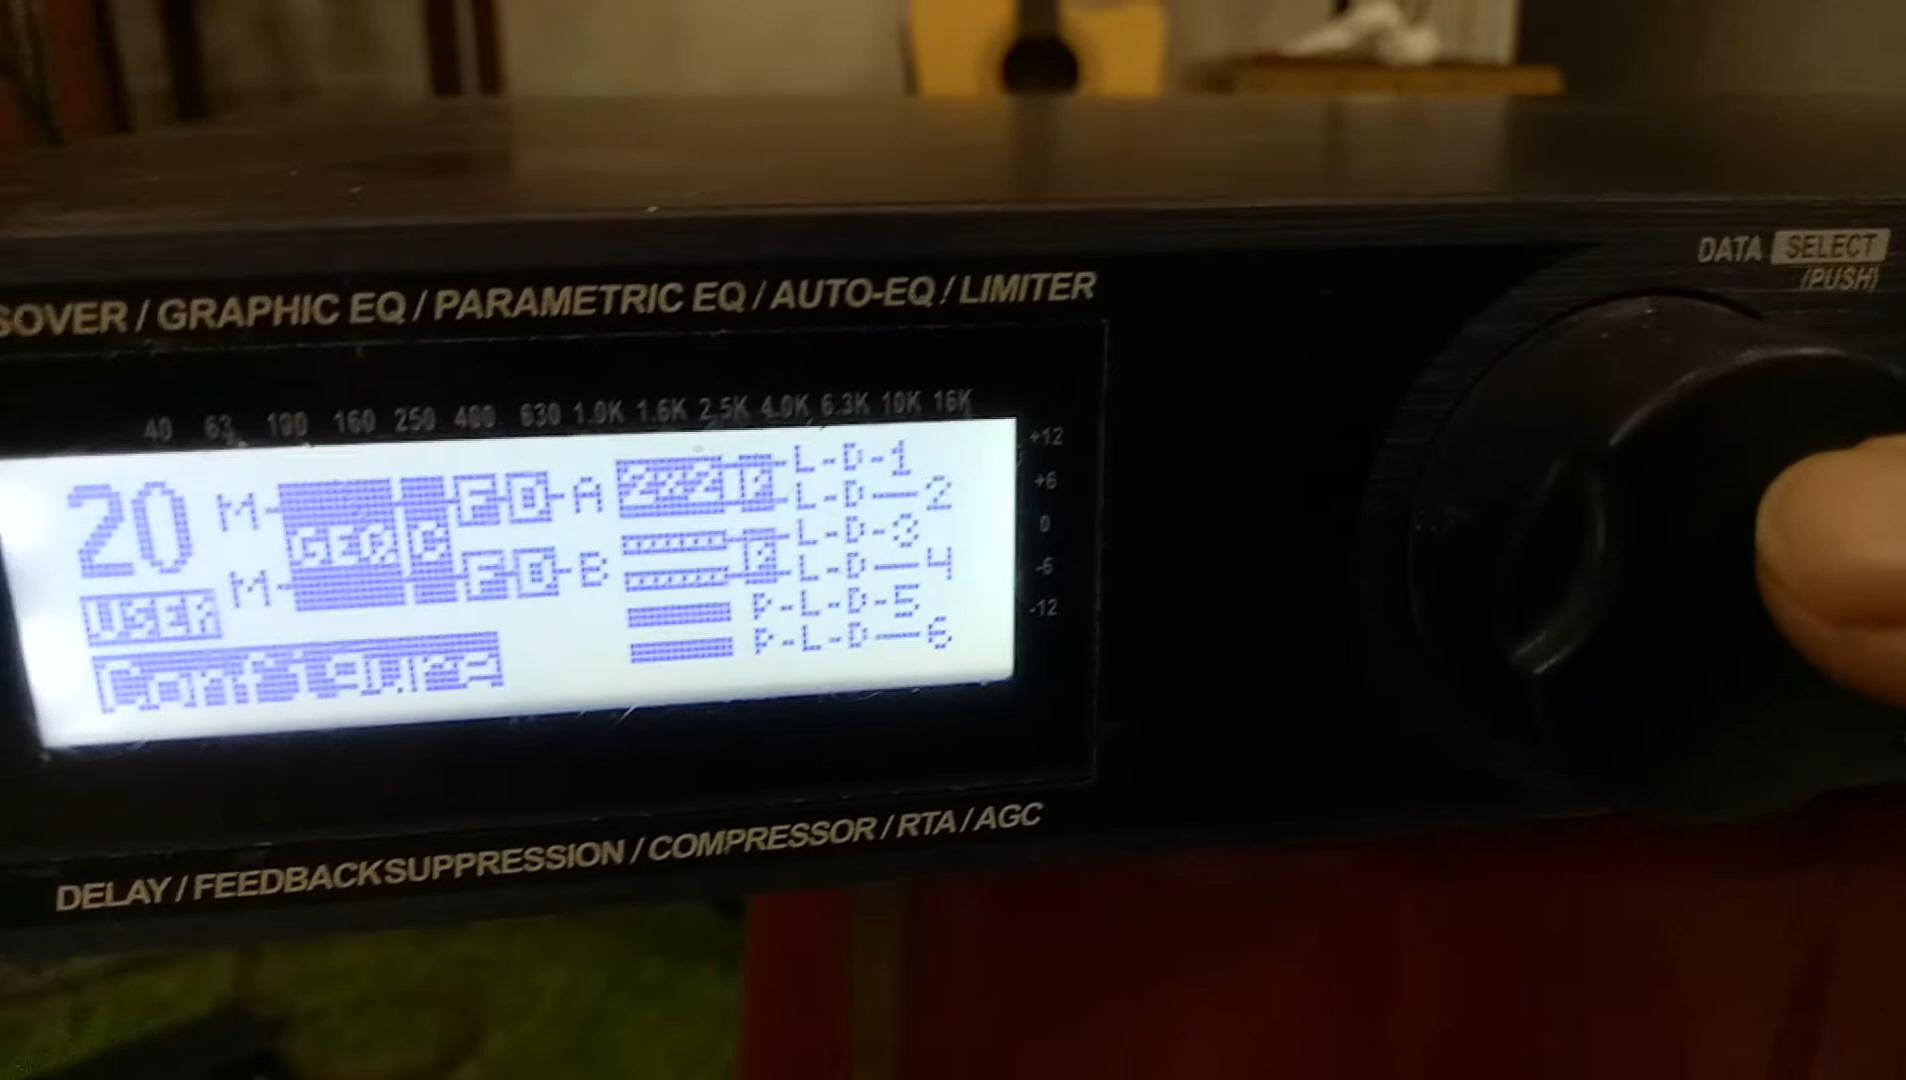 DATA SELECT
(PUSH)
SOVER / GRAPHIC EQ / PARAMETRIC EQ / AUTO-EQ / LIMITER
40 63 100 160 250 400 630 1.0K 1.6K 2.5K 4.0K 6.3K 10K 16K
+12
+6
0
-6
-12
20
USER
Configure
M- GEQ C F D -A
M- F D -B
2X2 P L-D-1
L-D-2
P L-D-3
L-D-4
P-L-D-5
P-L-D-6
DELAY / FEEDBACKSUPPRESSION / COMPRESSOR / RTA / AGC